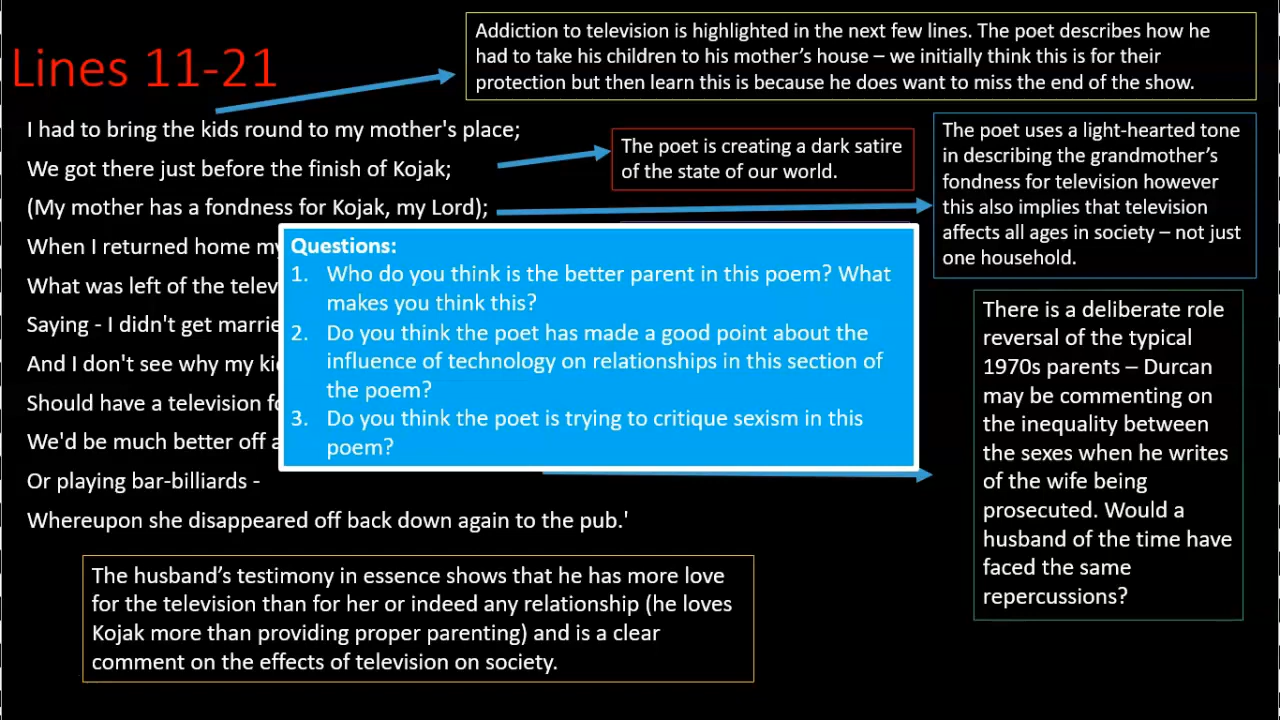 Lines 11-21
Addiction to television is highlighted in the next few lines. The poet describes how he
had to take his children to his mother's house – we initially think this is for their
protection but then learn this is because he does want to miss the end of the show.
I had to bring the kids round to my mother's place;
We got there just before the finish of Kojak;
(My mother has a fondness for Kojak, my Lord);
When I returned home my
What was left of the telev
Saying - I didn't get marrie
And I don't see why my ki
Should have a television fo
We'd be much better off a
Or playing bar-billiards -
Whereupon she disappeared off back down again to the pub.'
The poet is creating a dark satire
of the state of our world.
The poet uses a light-hearted tone
in describing the grandmother's
fondness for television however
this also implies that television
affects all ages in society – not just
one household.
Questions:
1. Who do you think is the better parent in this poem? What
makes you think this?
2. Do you think the poet has made a good point about the
influence of technology on relationships in this section of
the poem?
3. Do you think the poet is trying to critique sexism in this
poem?
There is a deliberate role
reversal of the typical
1970s parents – Durcan
may be commenting on
the inequality between
the sexes when he writes
of the wife being
prosecuted. Would a
husband of the time have
faced the same
repercussions?
The husband's testimony in essence shows that he has more love
for the television than for her or indeed any relationship (he loves
Kojak more than providing proper parenting) and is a clear
comment on the effects of television on society.